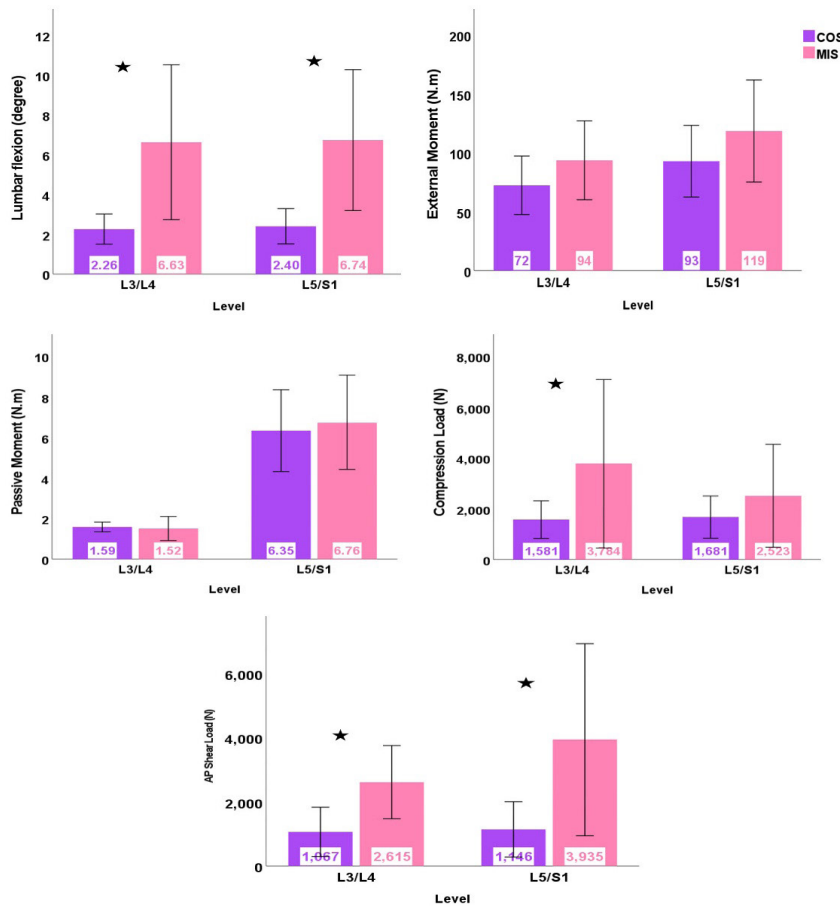 COS
MIS
Lumbar flextion (degree)
12
10
8
6
4
2
0
2.26 6.63 2.40 6.74
L3/L4 L5/S1
Level
External Moment (N.m)
200
150
100
50
0
72 94 93 119
L3/L4 L5/S1
Level
Passive Moment (N.m)
10
8
6
4
2
0
1.59 1.52 6.35 6.76
L3/L4 L5/S1
Level
Compression Load (N)
8,000
6,000
4,000
2,000
0
1,581 3,784 1,681 2,523
L3/L4 L5/S1
Level
AP Shear Load (N)
6,000
4,000
2,000
0
1,067 2,615 1,146 3,935
L3/L4 L5/S1
Level